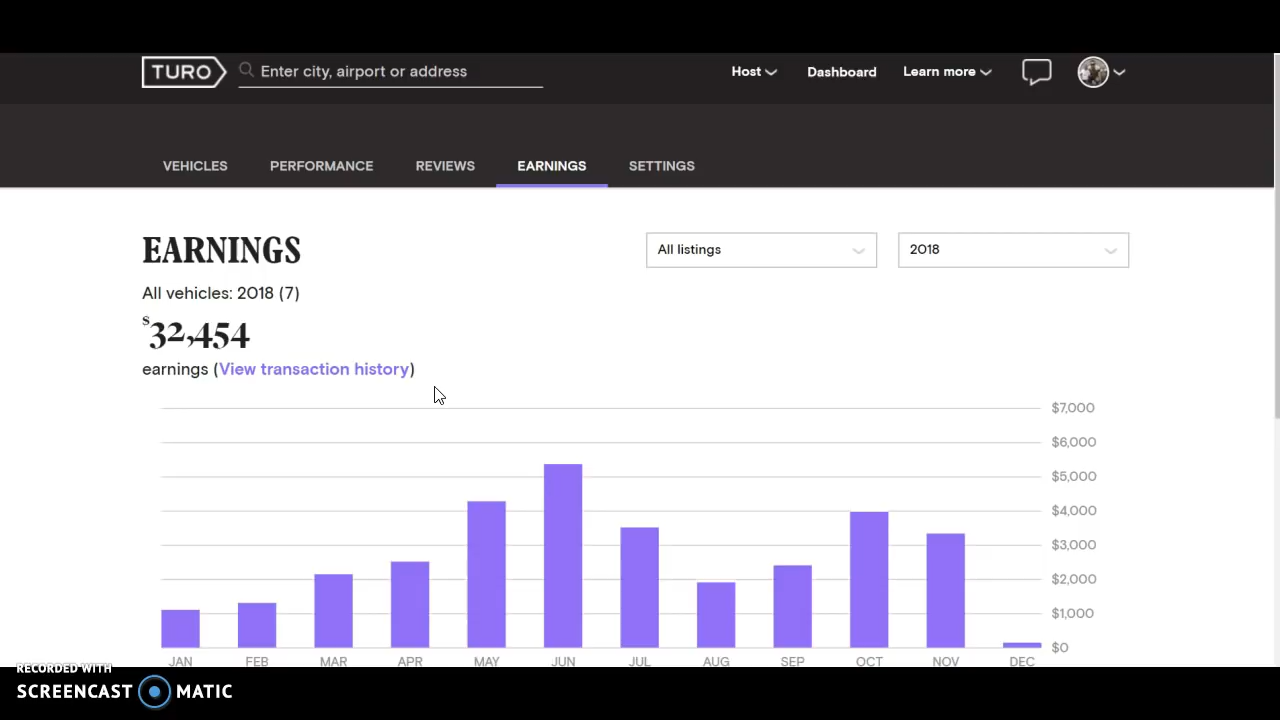 TURO
Enter city, airport or address
Host
Dashboard
Learn more
VEHICLES
PERFORMANCE
REVIEWS
EARNINGS
SETTINGS
EARNINGS
All listings
2018
All vehicles: 2018 (7)
$32,454
earnings (View transaction history)
$7,000
$6,000
$5,000
$4,000
$3,000
$2,000
$1,000
$0
JAN FEB MAR APR MAY JUN JUL AUG SEP OCT NOV DEC
RECORDED WITH
SCREENCAST MATIC